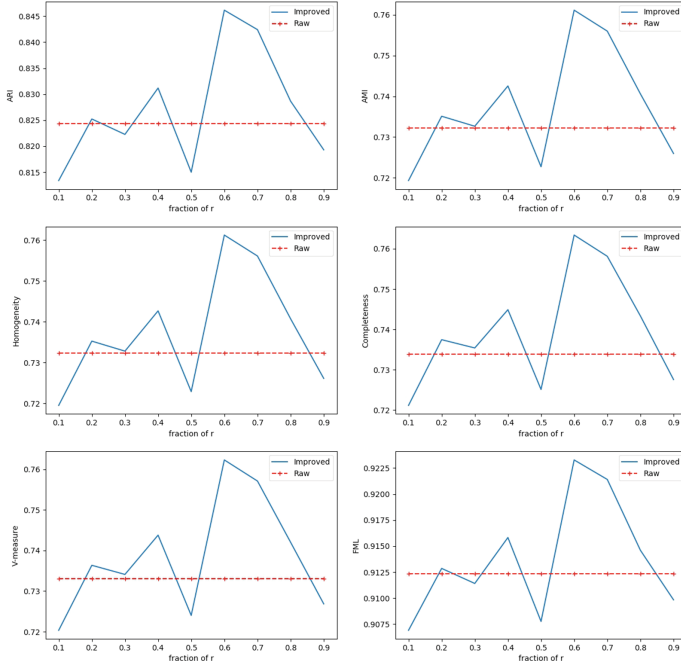 0.845
0.840
0.835
0.830
0.825
0.820
0.815
ARI
Improved
Raw
0.1 0.2 0.3 0.4 0.5 0.6 0.7 0.8 0.9
fraction of r
0.76
0.75
0.74
0.73
0.72
AMI
Improved
Raw
0.1 0.2 0.3 0.4 0.5 0.6 0.7 0.8 0.9
fraction of r
0.76
0.75
0.74
0.73
0.72
Homogeneity
Improved
Raw
0.1 0.2 0.3 0.4 0.5 0.6 0.7 0.8 0.9
fraction of r
0.76
0.75
0.74
0.73
0.72
Completeness
Improved
Raw
0.1 0.2 0.3 0.4 0.5 0.6 0.7 0.8 0.9
fraction of r
0.76
0.75
0.74
0.73
0.72
V-measure
Improved
Raw
0.1 0.2 0.3 0.4 0.5 0.6 0.7 0.8 0.9
fraction of r
0.9225
0.9200
0.9175
0.9150
0.9125
0.9100
0.9075
FML
Improved
Raw
0.1 0.2 0.3 0.4 0.5 0.6 0.7 0.8 0.9
fraction of r